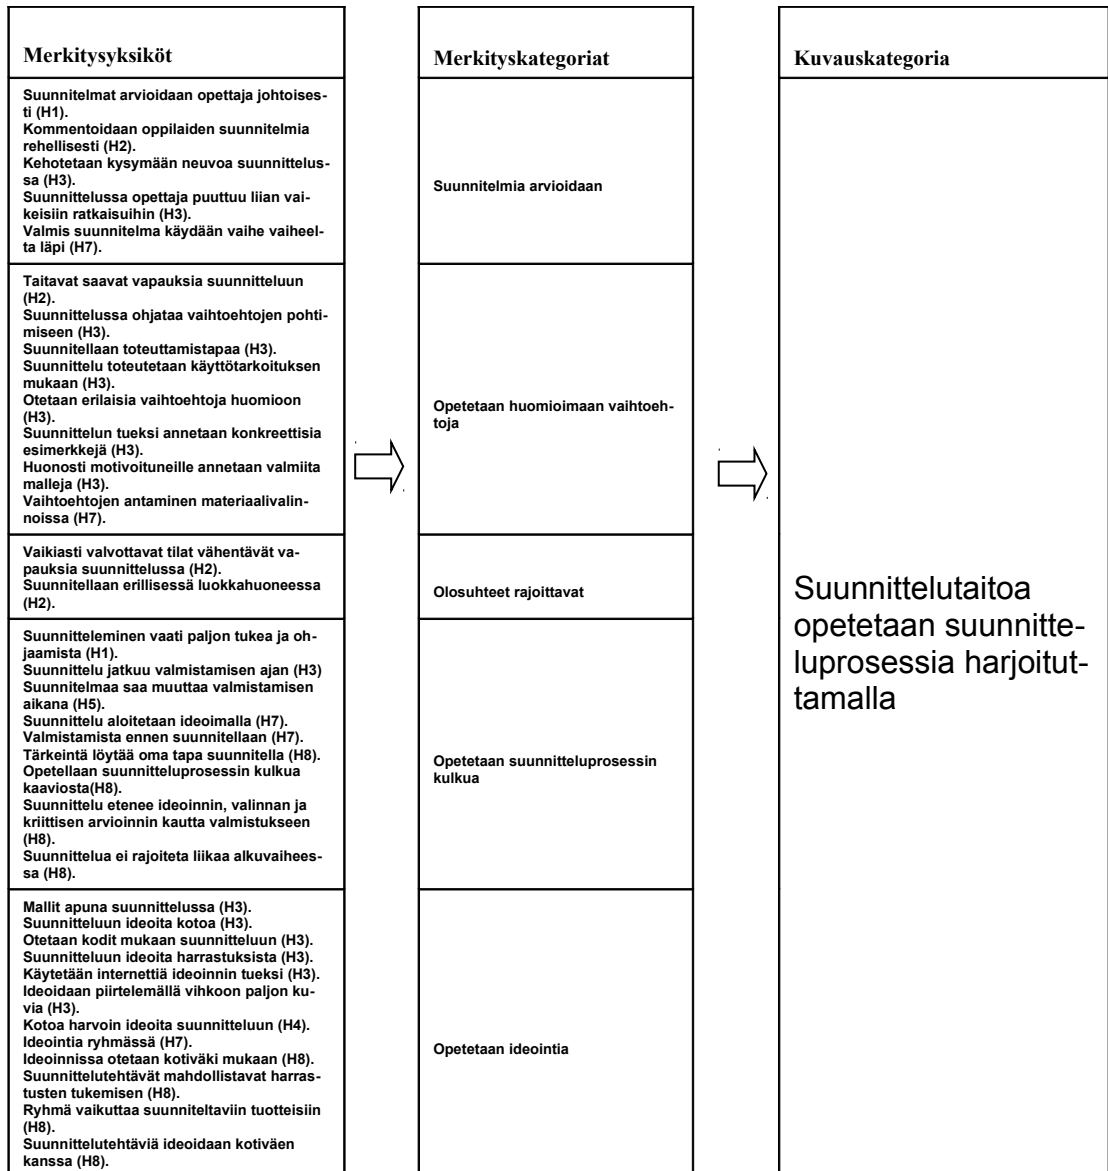 Merkitysyksiköt
Suunnitelmat arvioidaan opettaja johtoises-
ti (H1).
Kommentoidaan oppilaiden suunnitelmia
rehellisesti (H2).
Kehotetaan kysymään neuvoa suunnittelus-
sa (H3).
Suunnittelussa opettaja puuttuu liian vai-
keisiin ratkaisuihin (H3).
Valmis suunnitelma käydään vaihe vaiheel-
ta läpi (H7).
Taitavat saavat vapauksia suunnitteluun
(H2).
Suunnittelussa ohjataa vaihtoehtojen pohti-
miseen (H3).
Suunnitellaan toteuttamistapaa (H3).
Suunnittelu toteutetaan käyttötarkoituksen
mukaan (H3).
Otetaan erilaisia vaihtoehtoja huomioon
(H3).
Suunnittelun tueksi annetaan konkreettisia
esimerkkejä (H3).
Huonosti motivoituneille annetaan valmiita
malleja (H3).
Vaihtoehtojen antaminen materiaalivalin-
noissa (H7).
Vaikiasti valvottavat tilat vähentävät va-
pauksia suunnittelussa (H2).
Suunnitellaan erillisessä luokkahuoneessa
(H2).
Suunnitteleminen vaati paljon tukea ja oh-
jaamista (H1).
Suunnittelu jatkuu valmistamisen ajan (H3)
Suunnitelmaa saa muuttaa valmistamisen
aikana (H5).
Suunnittelu aloitetaan ideoimalla (H7).
Valmistamista ennen suunnitellaan (H7).
Tärkeintä löytää oma tapa suunnitella (H8).
Opetellaan suunnitteluprosessin kulkua
kaaviosta(H8).
Suunnittelu etenee ideoinnin, valinnan ja
kriittisen arvioinnin kautta valmistukseen
(H8).
Suunnittelua ei rajoiteta liikaa alkuvaihees-
sa (H8).
Mallit apuna suunnittelussa (H3).
Suunnitteluun ideoita kotoa (H3).
Otetaan kodit mukaan suunnitteluun (H3).
Suunnitteluun ideoita harrastuksista (H3).
Käytetään internettiä ideoinnin tueksi (H3).
Ideoidaan piirtelemällä vihkoon paljon ku-
via (H3).
Kotoa harvoin ideoita suunnitteluun (H4).
Ideointia ryhmässä (H7).
Ideoinnissa otetaan kotiväki mukaan (H8).
Suunnittelutehtävät mahdollistavat harras-
tusten tukemisen (H8).
Ryhmä vaikuttaa suunniteltaviin tuotteisiin
(H8).
Suunnittelutehtäviä ideoidaan kotiväen
kanssa (H8).
Merkityskategoriat
Suunnitelmia arvioidaan
Opetetaan huomioimaan vaihtoeh-
toja
Olosuhteet rajoittavat
Opetetaan suunnitteluprosessin
kulkua
Opetetaan ideointia
Kuvauskategoria
Suunnittelutaitoa
opetetaan suunnitte-
luprosessia harjoitut-
tamalla